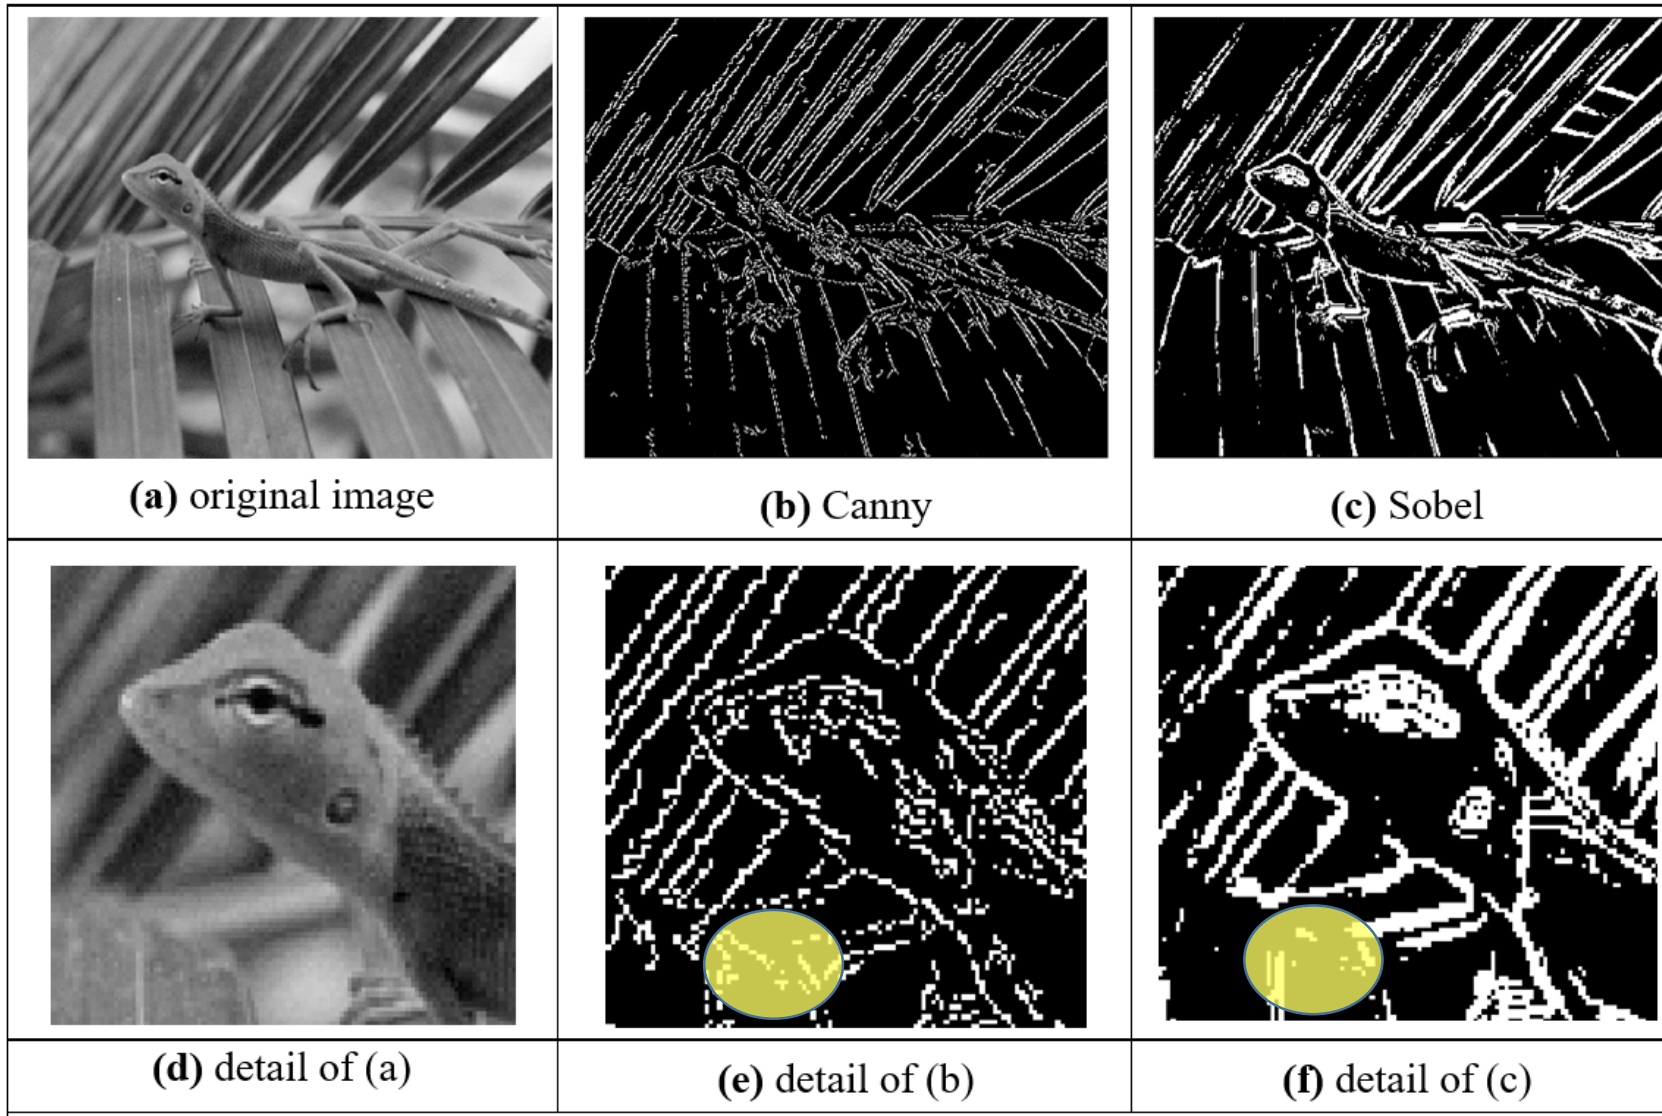 (a) original image
(b) Canny
(c) Sobel
(d) detail of (a)
(e) detail of (b)
(f) detail of (c)